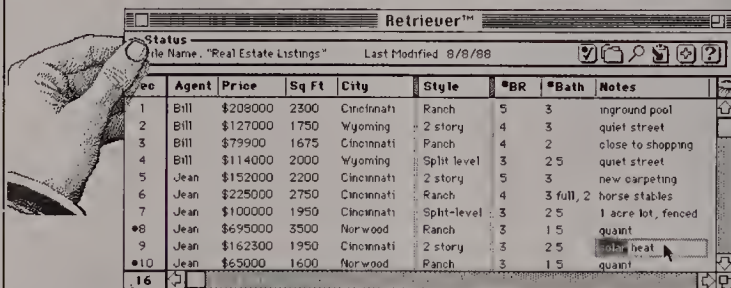 Retriever™
Status
ile Name. "Real Estate Listings" Last Modified 8/8/88
ec Agent Price Sq Ft City Style #BR #Bath Notes
1 Bill $208000 2300 Cincinnati Ranch 5 3 inground pool
2 Bill $127000 1750 Wyoming 2 story 4 3 quiet street
3 Bill $79900 1675 Cincinnati Ranch 4 2 close to shopping
4 Bill $114000 2000 Wyoming Split level 3 2 5 quiet street
5 Jean $152000 2200 Cincinnati 2 story 3 3 new carpeting
6 Jean $225000 2750 Cincinnati Ranch 4 3 full, 2 horse stables
7 Jean $100000 1950 Cincinnati Split-level 3 2 5 1 acre lot, fenced
•8 Jean $695000 3500 Norwood Ranch 3 1 5 quaint
9 Jean $162300 1950 Cincinnati 2 story 3 2 5 solar heat
•10 Jean $65000 1600 Norwood Ranch 3 1 5 quaint
16